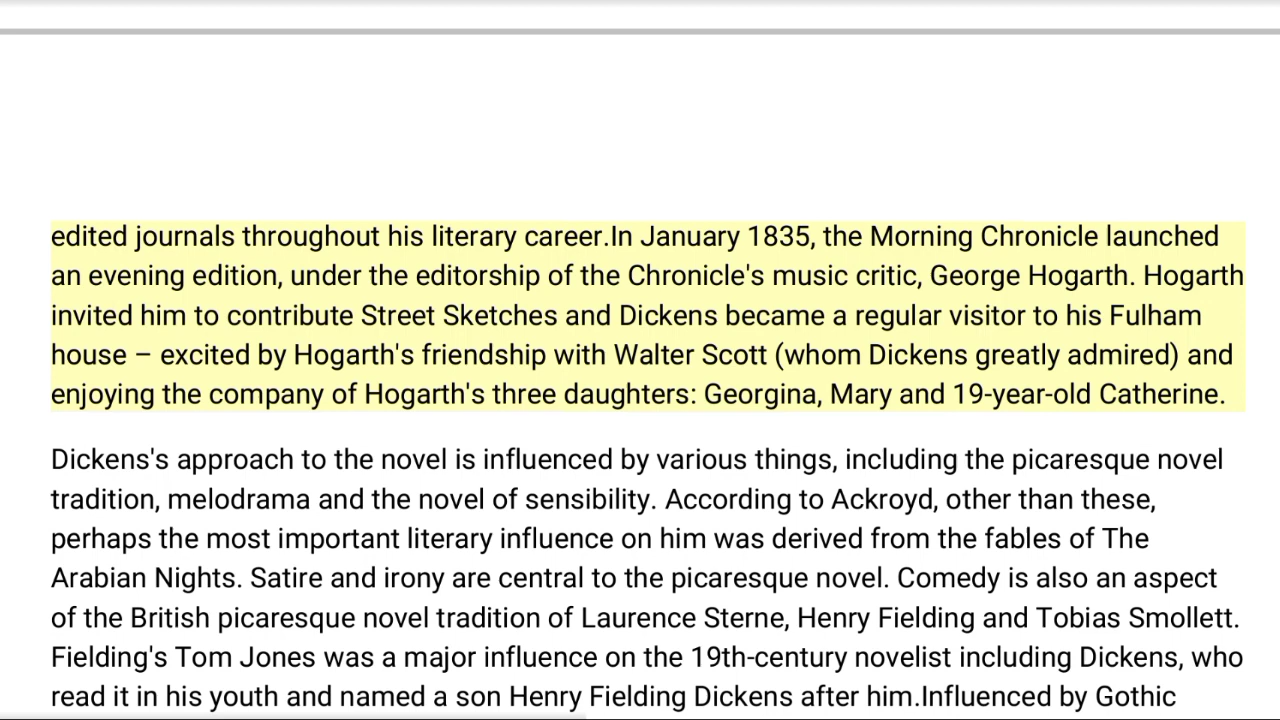 edited journals throughout his literary career.In January 1835, the Morning Chronicle launched
an evening edition, under the editorship of the Chronicle's music critic, George Hogarth. Hogarth
invited him to contribute Street Sketches and Dickens became a regular visitor to his Fulham
house – excited by Hogarth's friendship with Walter Scott (whom Dickens greatly admired) and
enjoying the company of Hogarth's three daughters: Georgina, Mary and 19-year-old Catherine.
Dickens's approach to the novel is influenced by various things, including the picaresque novel
tradition, melodrama and the novel of sensibility. According to Ackroyd, other than these,
perhaps the most important literary influence on him was derived from the fables of The
Arabian Nights. Satire and irony are central to the picaresque novel. Comedy is also an aspect
of the British picaresque novel tradition of Laurence Sterne, Henry Fielding and Tobias Smollett.
Fielding's Tom Jones was a major influence on the 19th-century novelist including Dickens, who
read it in his youth and named a son Henry Fielding Dickens after him.Influenced by Gothic